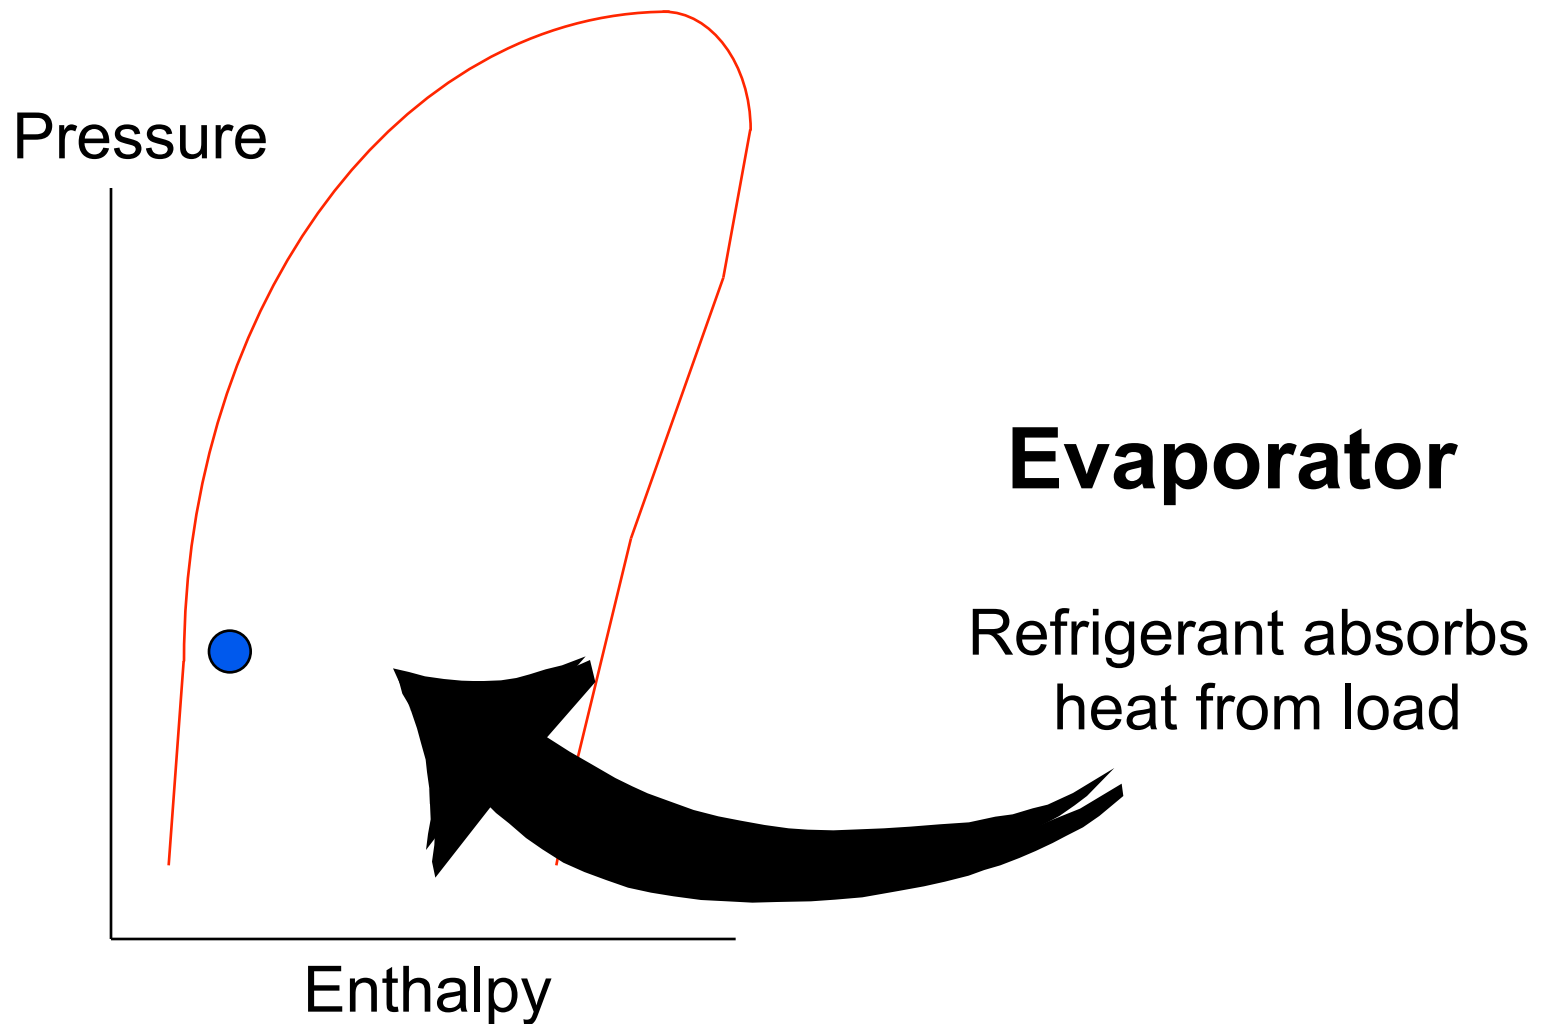 Pressure
Evaporator
Refrigerant absorbs
heat from load
Enthalpy